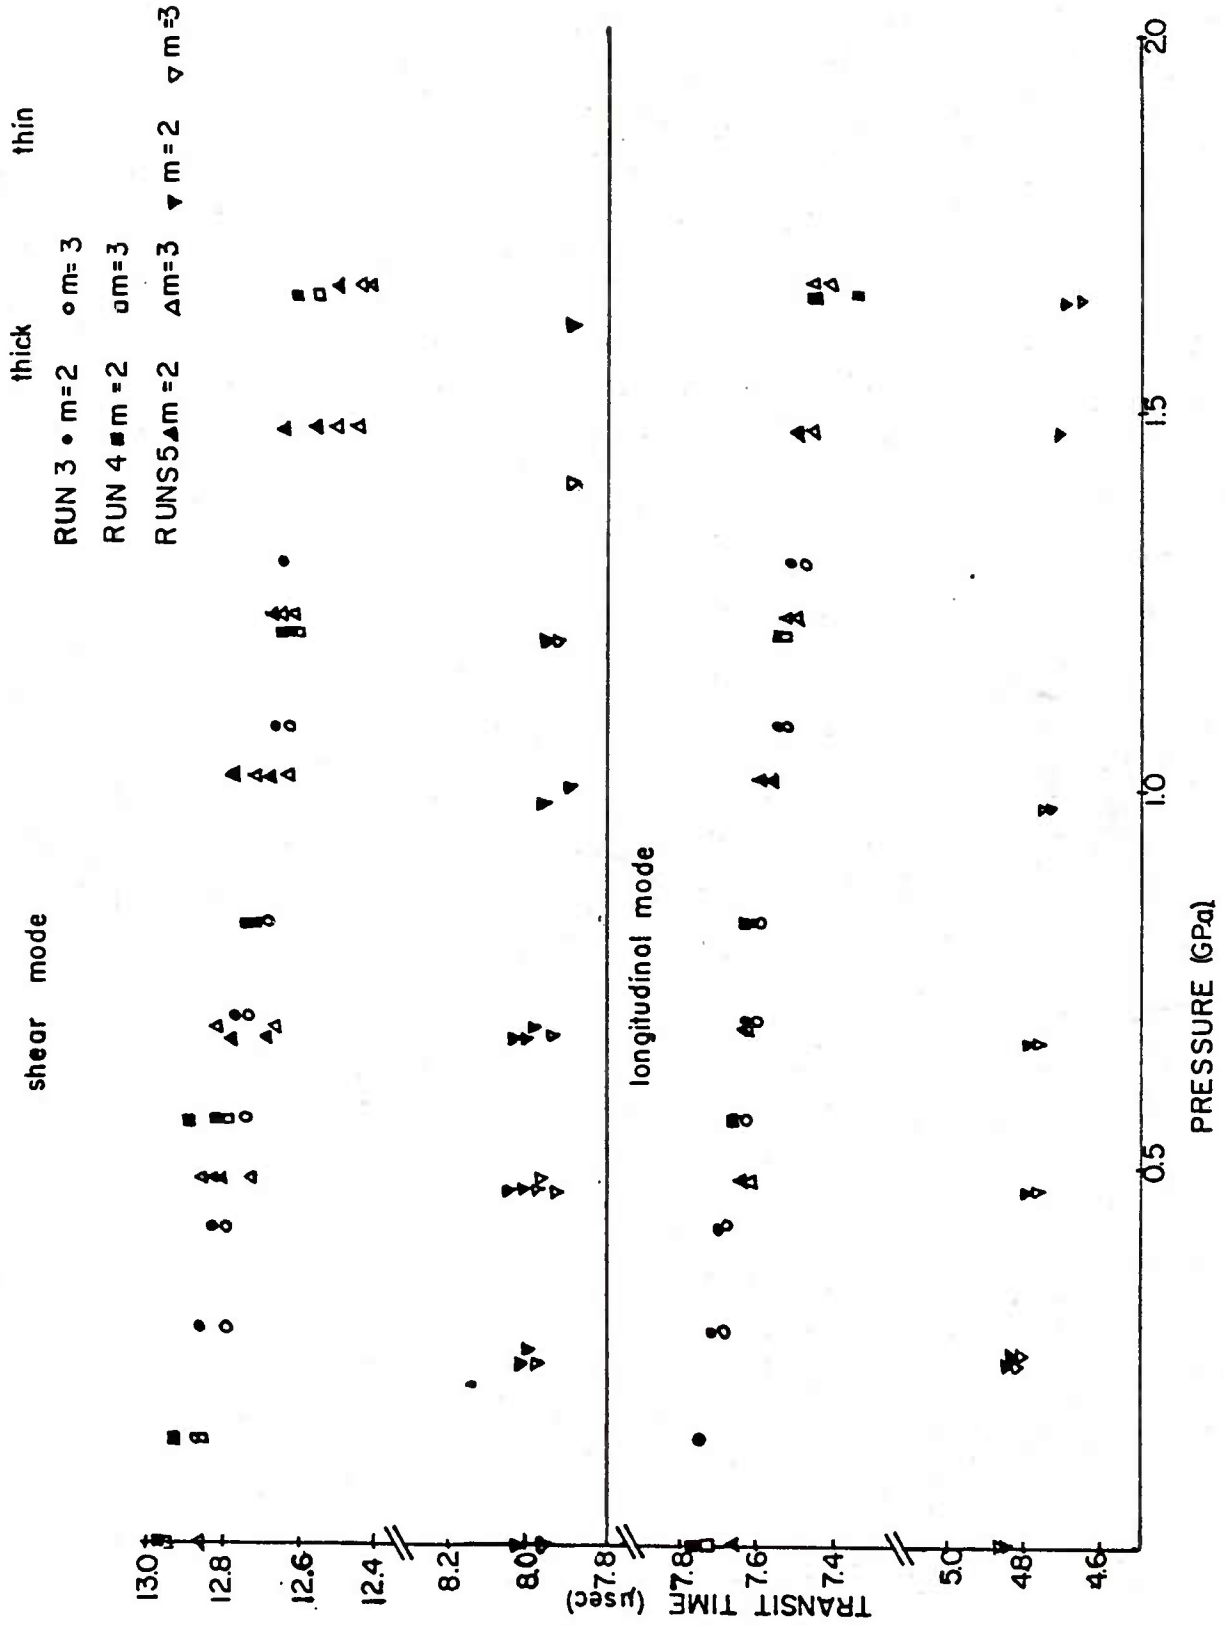 thick thin
RUN 3 • m=2 ○ m=3
RUN 4 ■ m=2 □ m=3
RUNS5 ▲ m=2 △ m=3 ▼ m=2 ▽ m=3
shear mode
13.0
12.8
12.6
12.4
8.2
8.0
7.8
longitudinal mode
7.8
7.6
7.4
5.0
4.8
4.6
TRANSIT TIME (μsec)
0.5
1.0
1.5
2.0
PRESSURE (GPa)